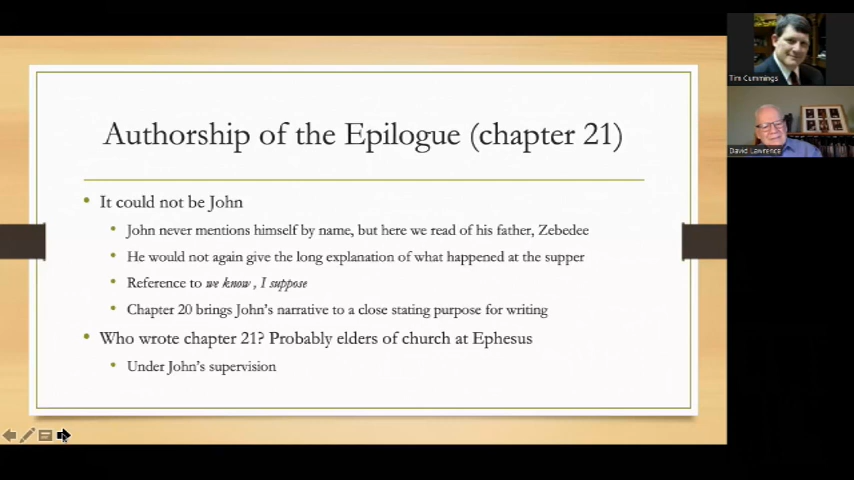 Authorship of the Epilogue (chapter 21)
• It could not be John
• John never mentions himself by name, but here we read of his father, Zebedee
• He would not again give the long explanation of what happened at the supper
• Reference to we know , I suppose
• Chapter 20 brings John's narrative to a close stating purpose for writing
• Who wrote chapter 21? Probably elders of church at Ephesus
• Under John's supervision
Tim Cummings
David Lawrence